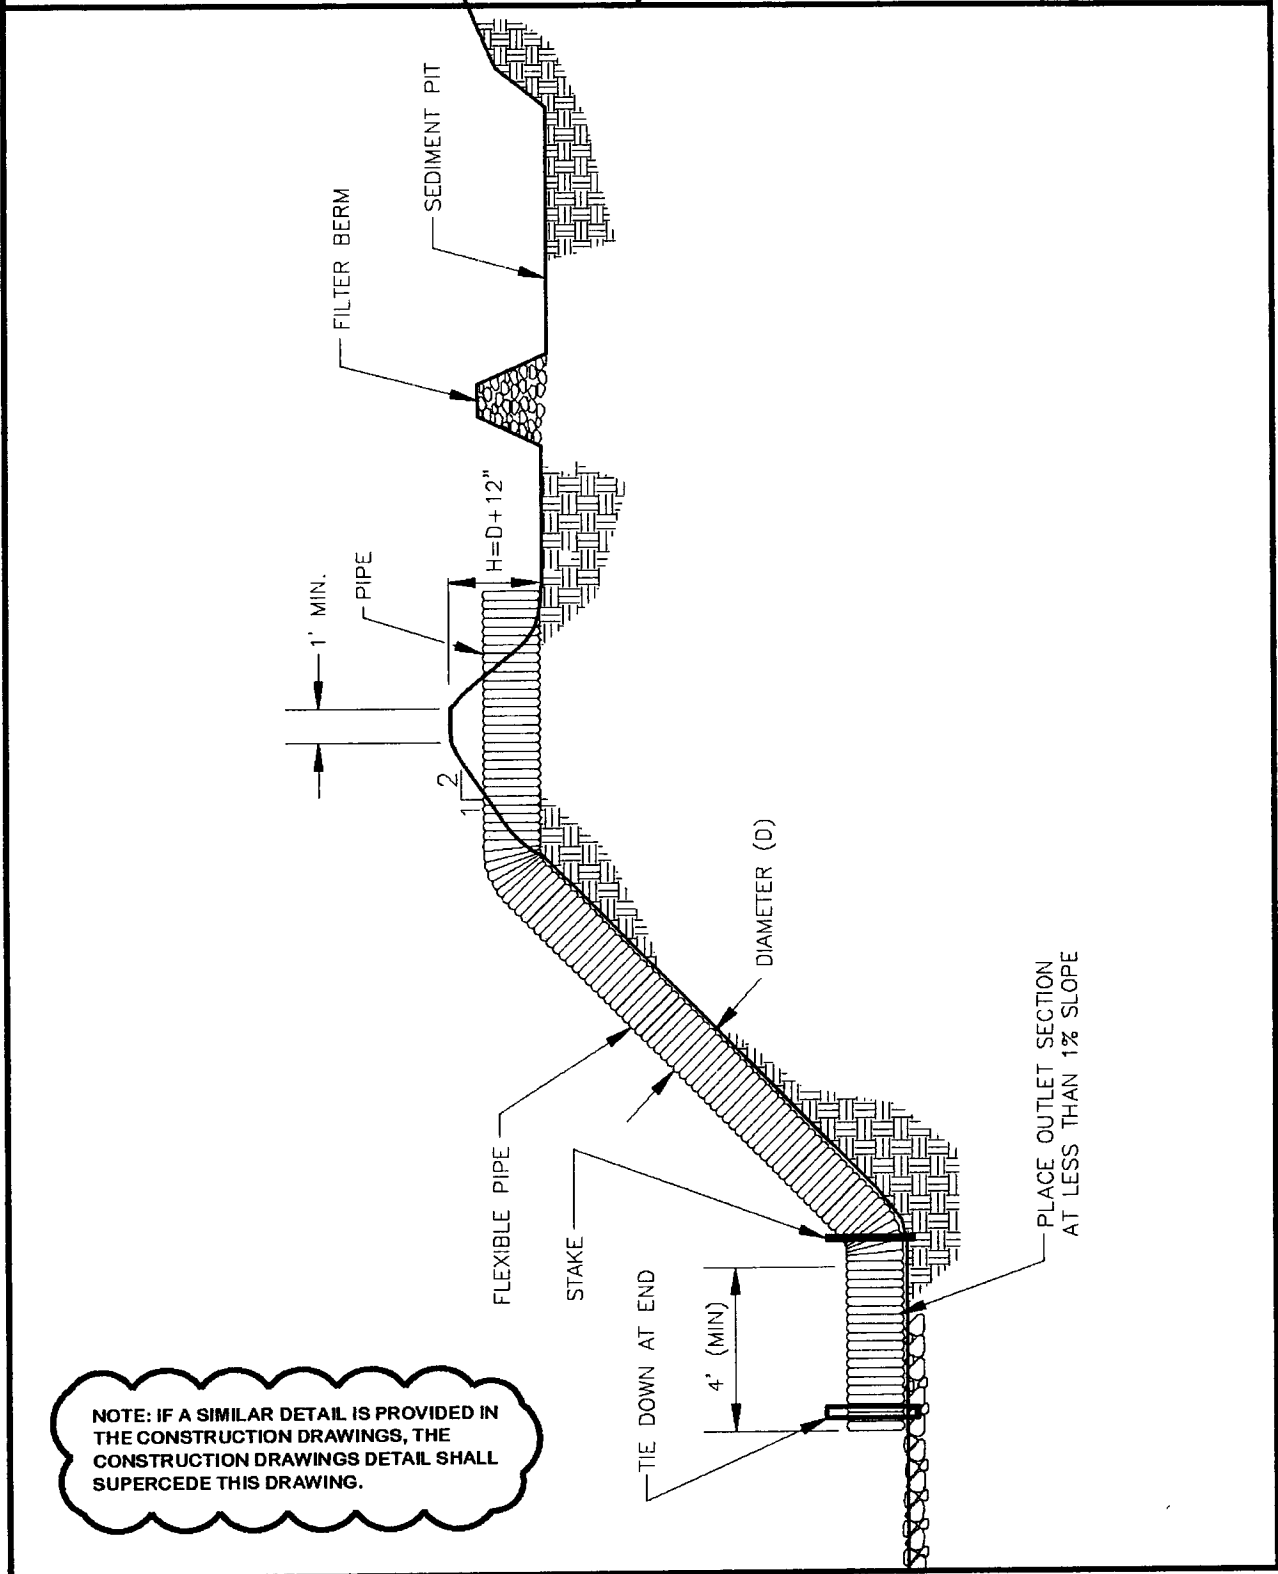 SEDIMENT PIT
FILTER BERM
H=D+12"
PIPE
1' MIN.
2
1
DIAMETER (D)
FLEXIBLE PIPE
STAKE
PLACE OUTLET SECTION
AT LESS THAN 1% SLOPE
4' (MIN)
TIE DOWN AT END
NOTE: IF A SIMILAR DETAIL IS PROVIDED IN
THE CONSTRUCTION DRAWINGS, THE
CONSTRUCTION DRAWINGS DETAIL SHALL
SUPERCEDE THIS DRAWING.